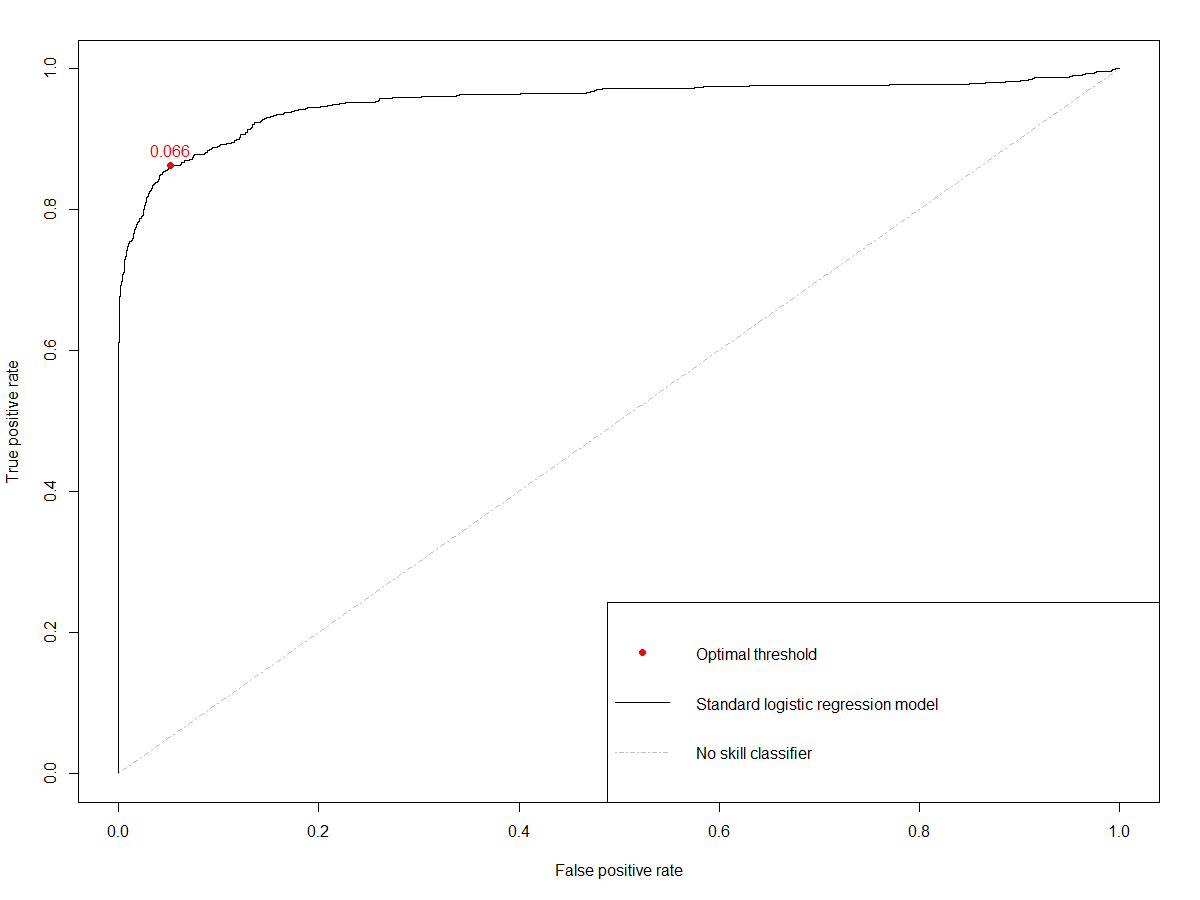 1.0
0.8
0.6
0.4
0.2
0.0
True positive rate
0.066
Optimal threshold
Standard logistic regression model
No skill classifier
0.0 0.2 0.4 0.6 0.8 1.0
False positive rate